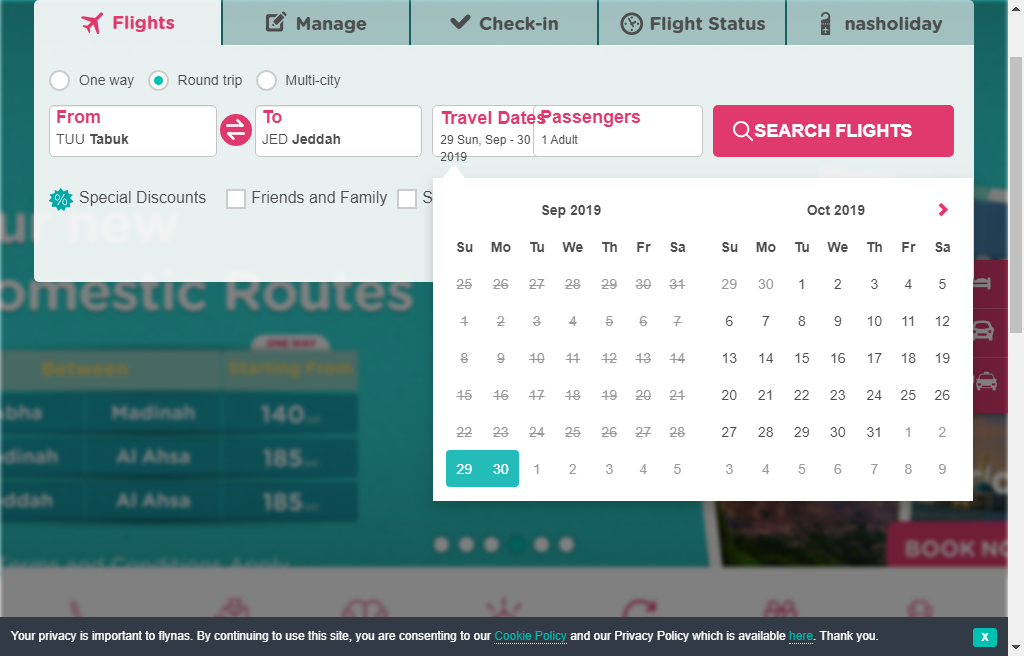 Flights
Manage
Check-in
Flight Status
nasholiday
One way
Round trip
Multi-city
From
TUU Tabuk
To
JED Jeddah
Travel Dates
29 Sun, Sep - 30
2019
Passengers
1 Adult
SEARCH FLIGHTS
% Special Discounts
Friends and Family
S
Sep 2019
Su Mo Tu We Th Fr Sa
25 26 27 28 29 30 31
1 2 3 4 5 6 7
8 9 10 11 12 13 14
15 16 17 18 19 20 21
22 23 24 25 26 27 28
29 30 1 2 3 4 5
Oct 2019
Su Mo Tu We Th Fr Sa
29 30 1 2 3 4 5
6 7 8 9 10 11 12
13 14 15 16 17 18 19
20 21 22 23 24 25 26
27 28 29 30 31 1 2
3 4 5 6 7 8 9
ur new
omestic Routes
ONE WAY
Between
Starting From
bha Madinah 140
dinah Al Ahsa 185
ddah Al Ahsa 185
Terms and Conditions Apply
BOOK NO
Your privacy is important to flynas. By continuing to use this site, you are consenting to our Cookie Policy and our Privacy Policy which is available here. Thank you.
X